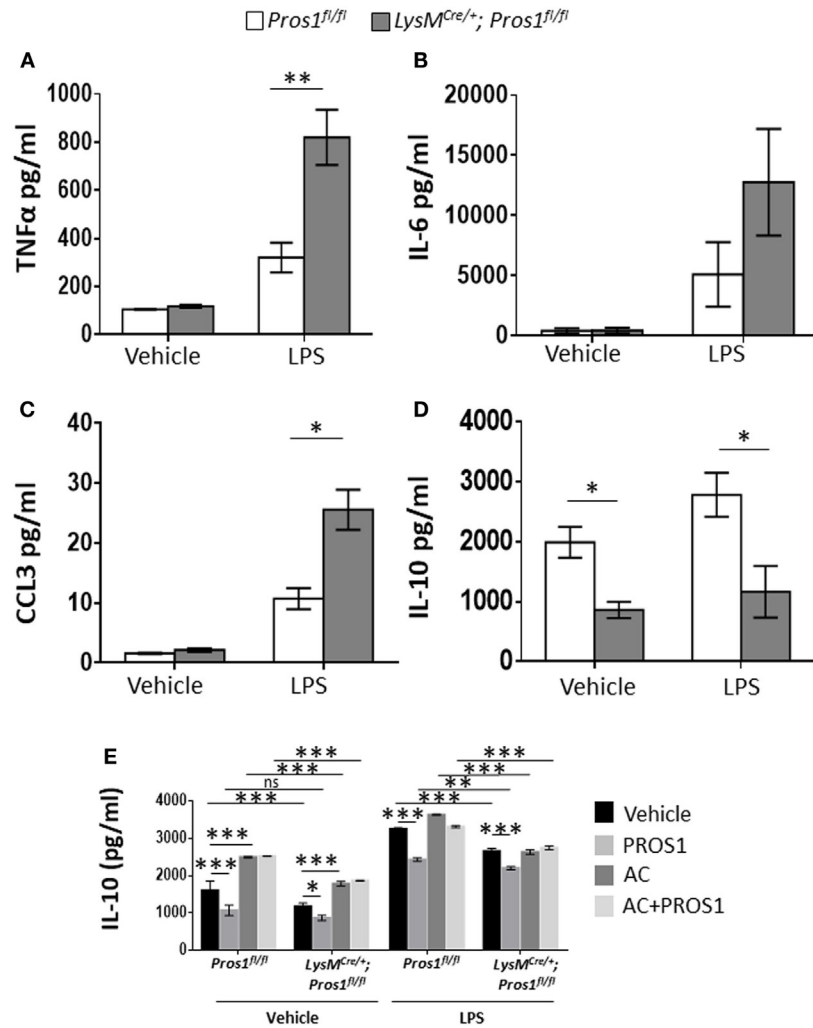 Pros1fl/fl LysMCre/+; Pros1fl/fl
A
TNFα pg/ml
1000
800
600
400
200
0
**
Vehicle LPS
B
IL-6 pg/ml
20000
15000
10000
5000
0
Vehicle LPS
C
CCL3 pg/ml
40
30
20
10
0
*
Vehicle LPS
D
IL-10 pg/ml
4000
3000
2000
1000
0
*
*
Vehicle LPS
E
IL-10 (pg/ml)
4000
3000
2000
1000
0
*** ***
*** ***
ns **
*** ***
*** *** *** ***
*** *
Pros1fl/fl LysMCre/+; Pros1fl/fl Pros1fl/fl LysMCre/+; Pros1fl/fl
Vehicle LPS
Vehicle
PROS1
AC
AC+PROS1